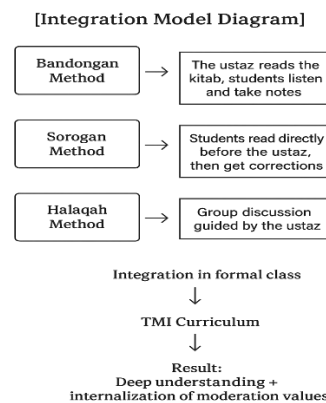 [Integration Model Diagram]
Bandongan
Method
The ustaz reads the
kitab, students listen
and take notes
Sorogan
Method
Students read directly
before the ustaz,
then get corrections
Halaqah
Method
Group discussion
guided by the ustaz
Integration in formal class
TMI Curriculum
Result:
Deep understanding +
internalization of moderation values